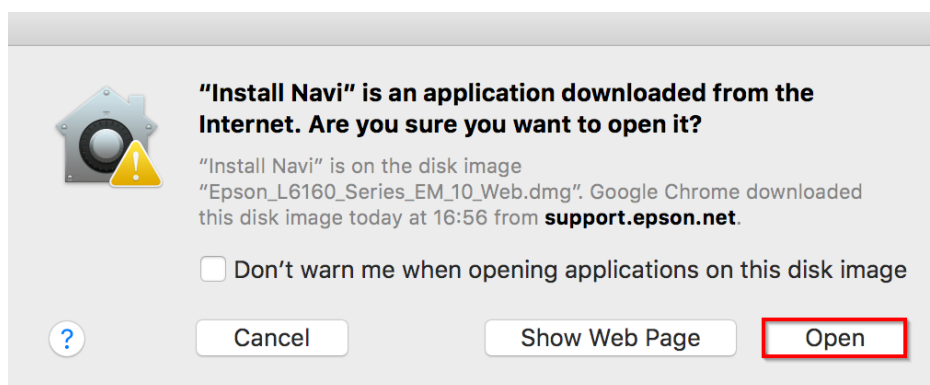 “Install Navi” is an application downloaded from the
Internet. Are you sure you want to open it?
“Install Navi” is on the disk image
“Epson_L6160_Series_EM_10_Web.dmg”. Google Chrome downloaded
this disk image today at 16:56 from support.epson.net.
Don’t warn me when opening applications on this disk image
? Cancel Show Web Page Open